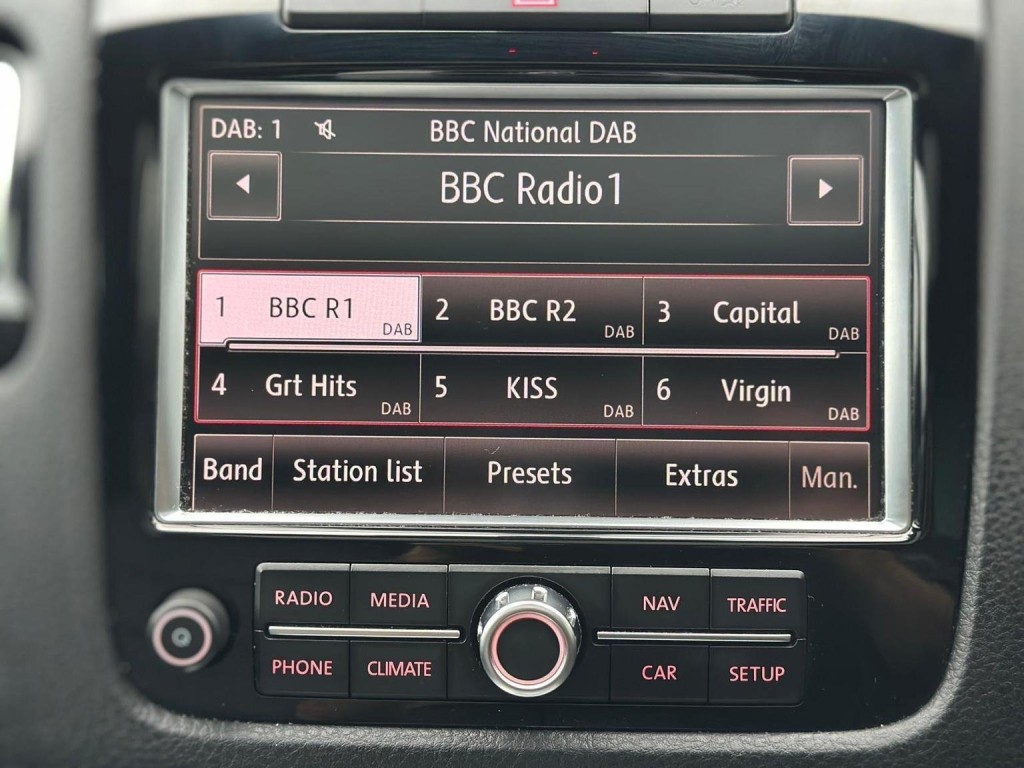 DAB: 1 BBC National DAB
BBC Radio1
1 BBC R1 DAB 2 BBC R2 DAB 3 Capital DAB
4 Grt Hits DAB 5 KISS DAB 6 Virgin DAB
Band Station list Presets Extras Man.
RADIO MEDIA NAV TRAFFIC
PHONE CLIMATE CAR SETUP